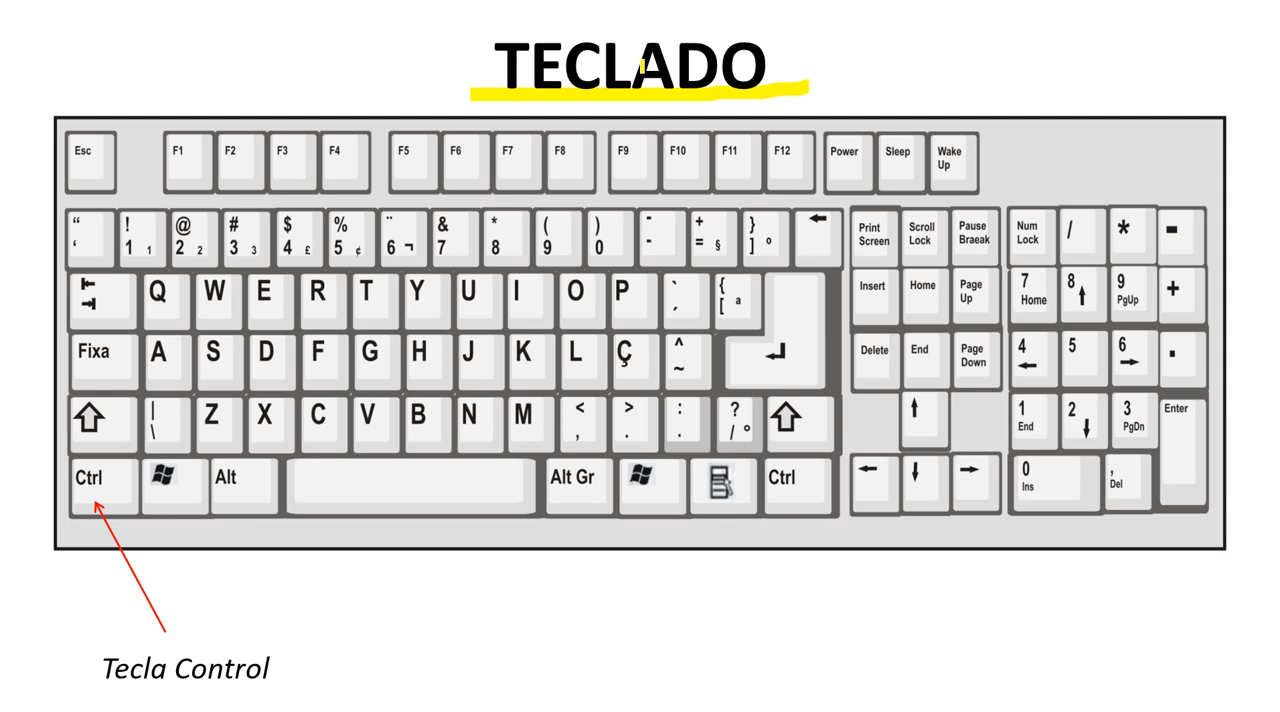 TECLADO
Esc F1 F2 F3 F4 F5 F6 F7 F8 F9 F10 F11 F12 Power Sleep Wake Up
“ ‘ ! 1 1 @ 2 2 # 3 3 $ 4 £ % 5 ¢ ¨ 6 ¬ & 7 * 8 ( 9 ) 0 - - + = § } ] º ← Print Screen Scroll Lock Pause Braeak Num Lock / * -
Q W E R T Y U I O P ` ´ { [ ª Insert Home Page Up 7 Home 8 ↑ 9 PgUp +
Fixa A S D F G H J K L Ç ^ ~ ↵ Delete End Page Down 4 ← 5 6 → .
| \ Z X C V B N M < , > . : . ? / ° ↑ 1 End 2 ↓ 3 PgDn Enter
Ctrl Alt Alt Gr Ctrl ← ↓ → 0 Ins , Del
Tecla Control